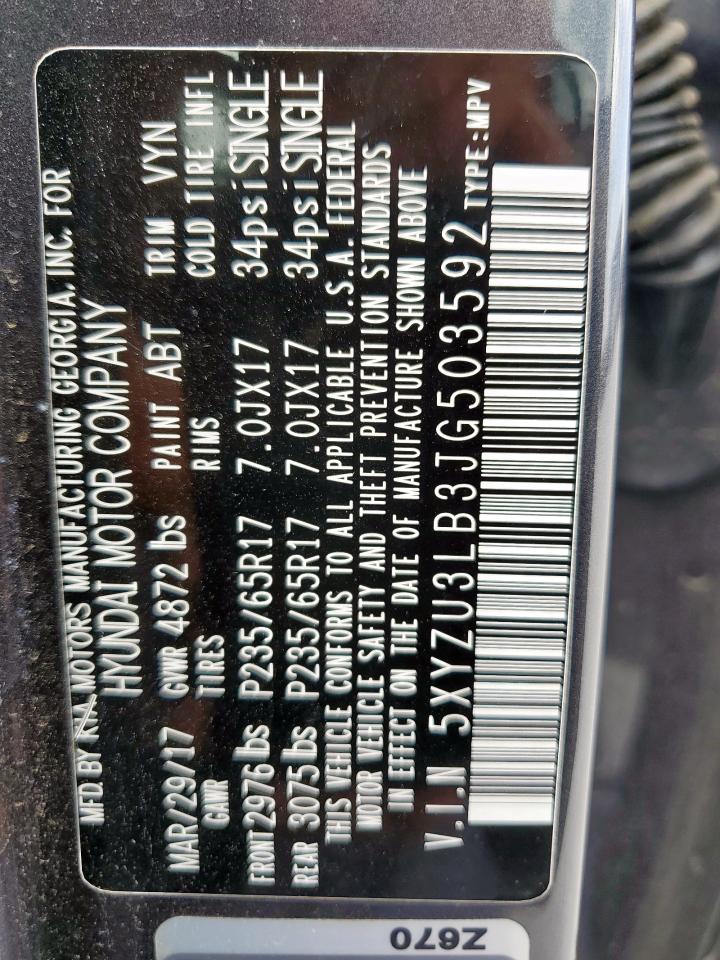 MFD BY KIA MOTORS MANUFACTURING GEORGIA. INC. FOR
HYUNDAI MOTOR COMPANY
MAR/29/17 GVWR 4872 lbs PAINT ABT TRIM VYN
GAWR TIRES RIMS COLD TIRE INFL
FRONT 2976 lbs P235/65R17 7.0JX17 34psi SINGLE
REAR 3075 lbs P235/65R17 7.0JX17 34psi SINGLE
THIS VEHICLE CONFORMS TO ALL APPLICABLE U.S.A. FEDERAL
MOTOR VEHICLE SAFETY AND THEFT PREVENTION STANDARDS
IN EFFECT ON THE DATE OF MANUFACTURE SHOWN ABOVE
V.I.N 5XYZU3LB3JG503592 TYPE:MPV
Z670